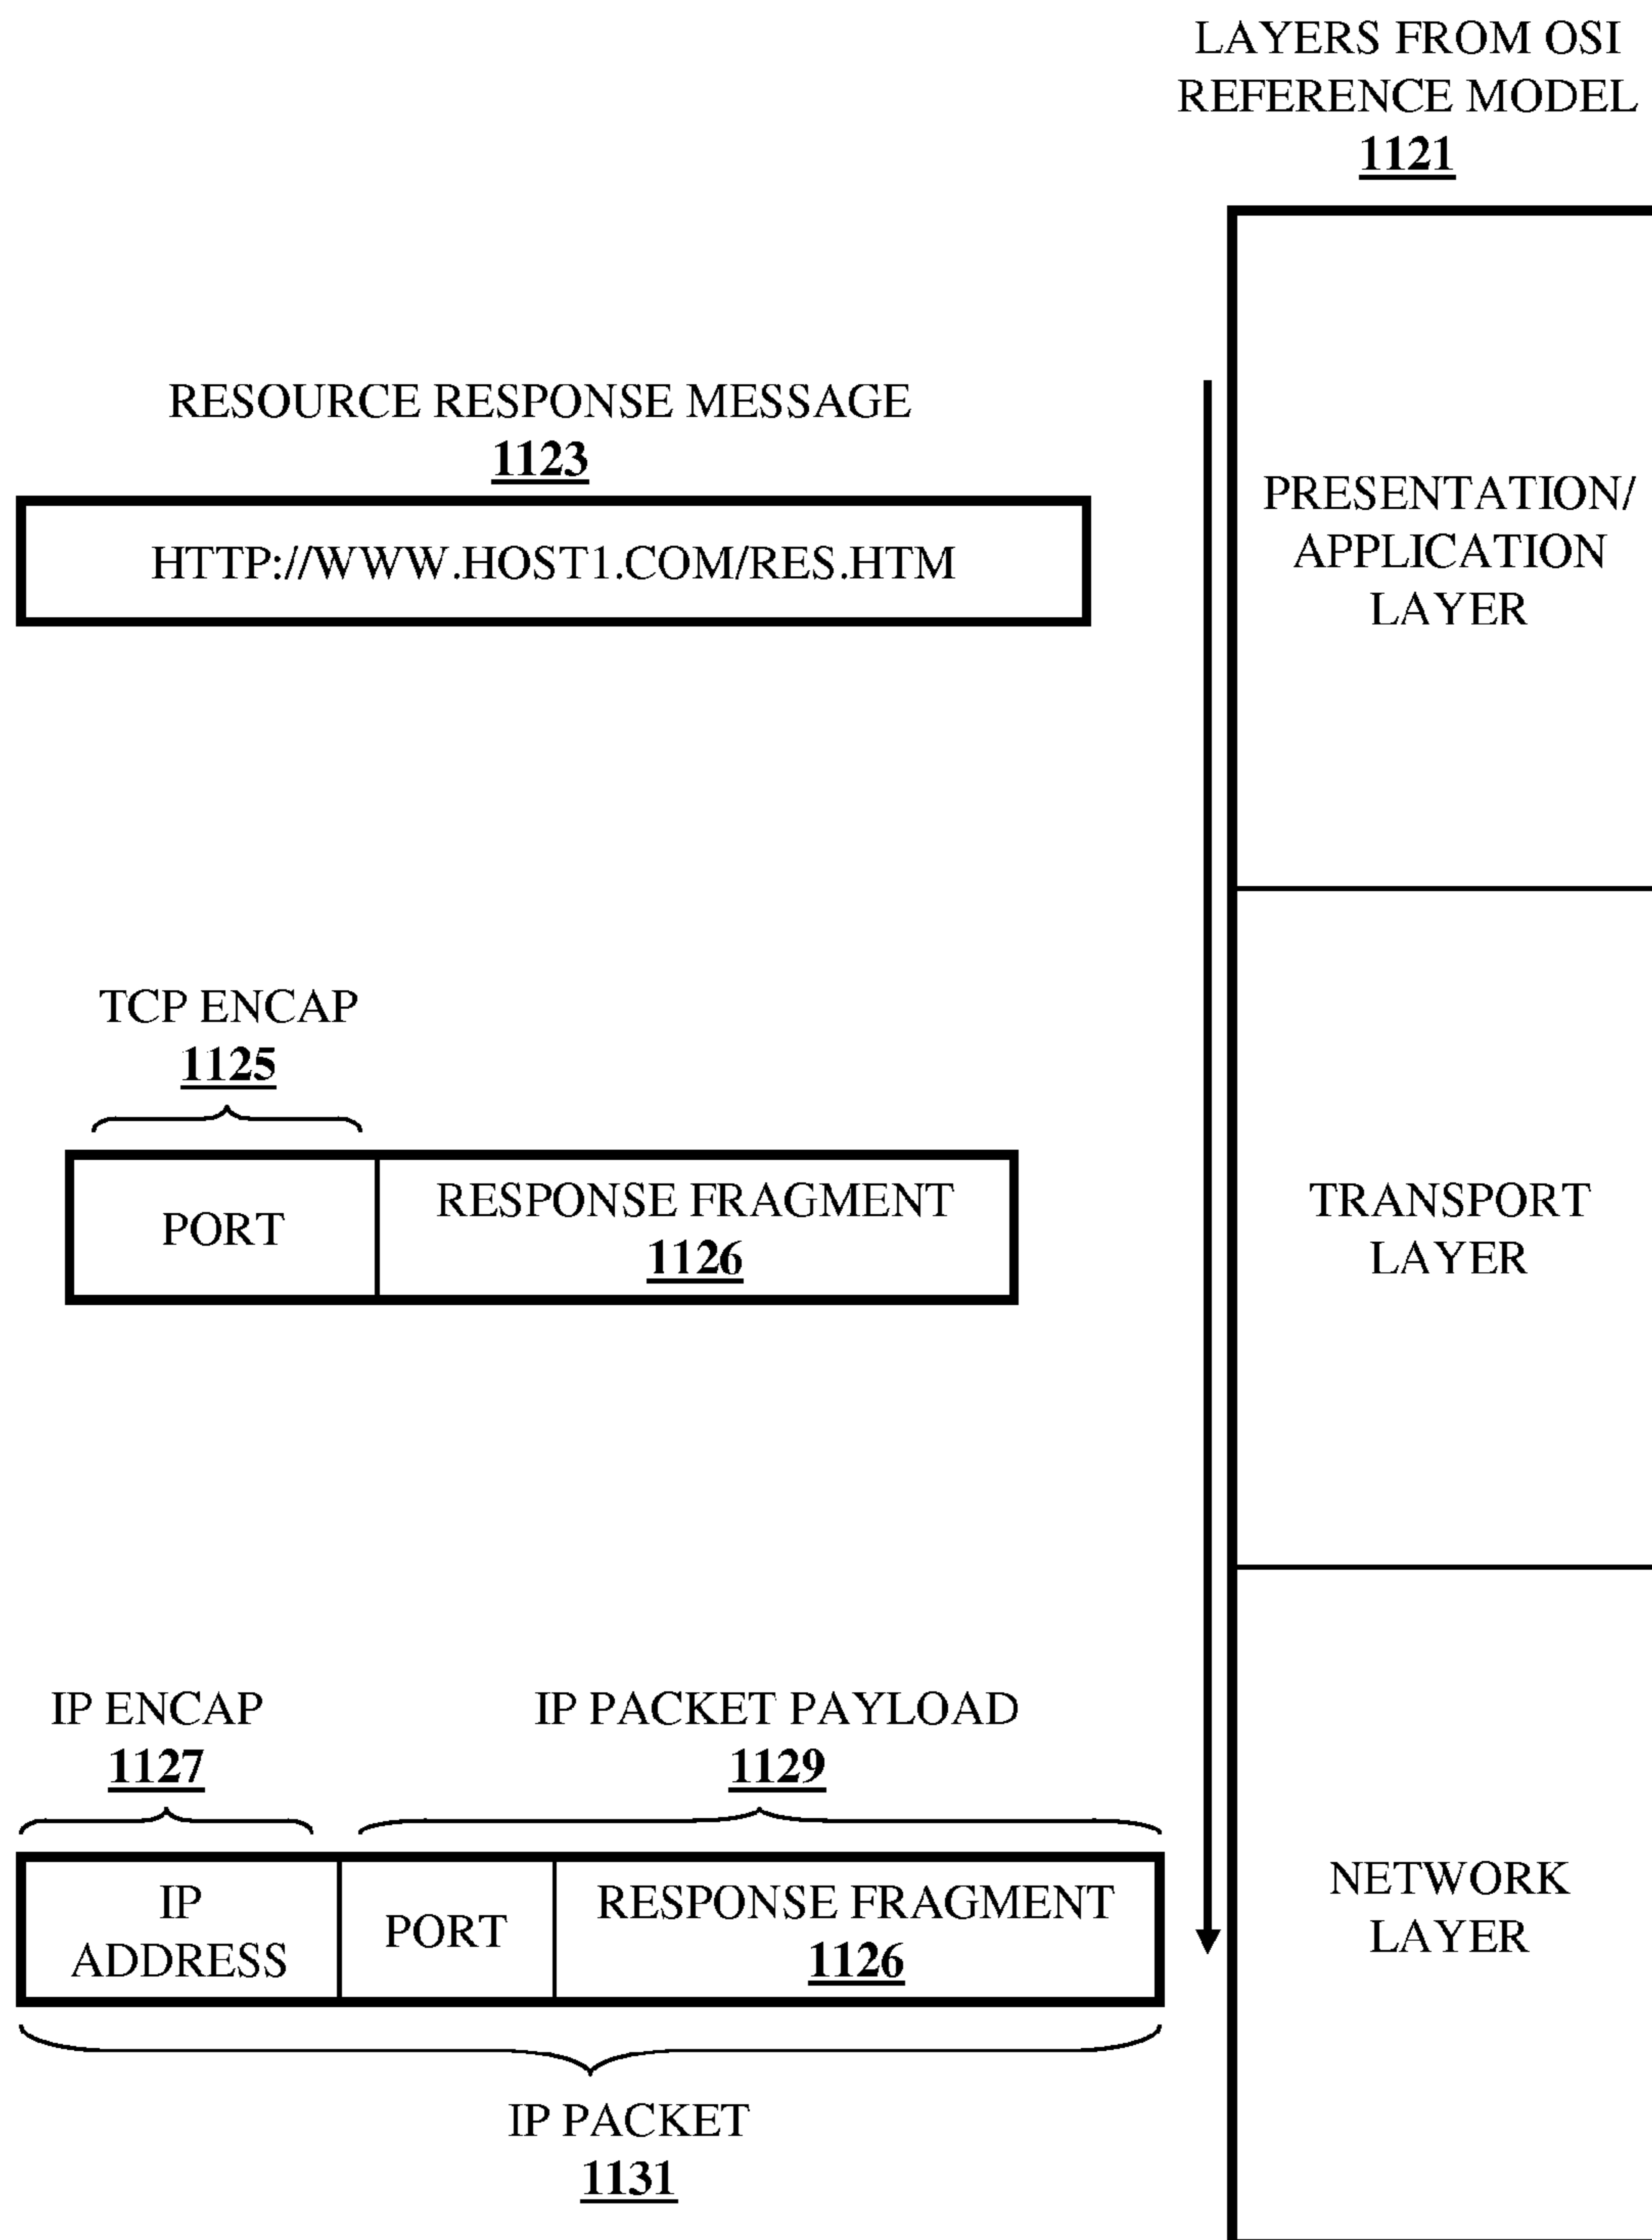 LAYERS FROM OSI
REFERENCE MODEL
1121
RESOURCE RESPONSE MESSAGE
1123
HTTP://WWW.HOST1.COM/RES.HTM
PRESENTATION/
APPLICATION
LAYER
TCP ENCAP
1125
PORT
RESPONSE FRAGMENT
1126
TRANSPORT
LAYER
IP ENCAP
1127
IP PACKET PAYLOAD
1129
IP
ADDRESS
PORT
RESPONSE FRAGMENT
1126
NETWORK
LAYER
IP PACKET
1131